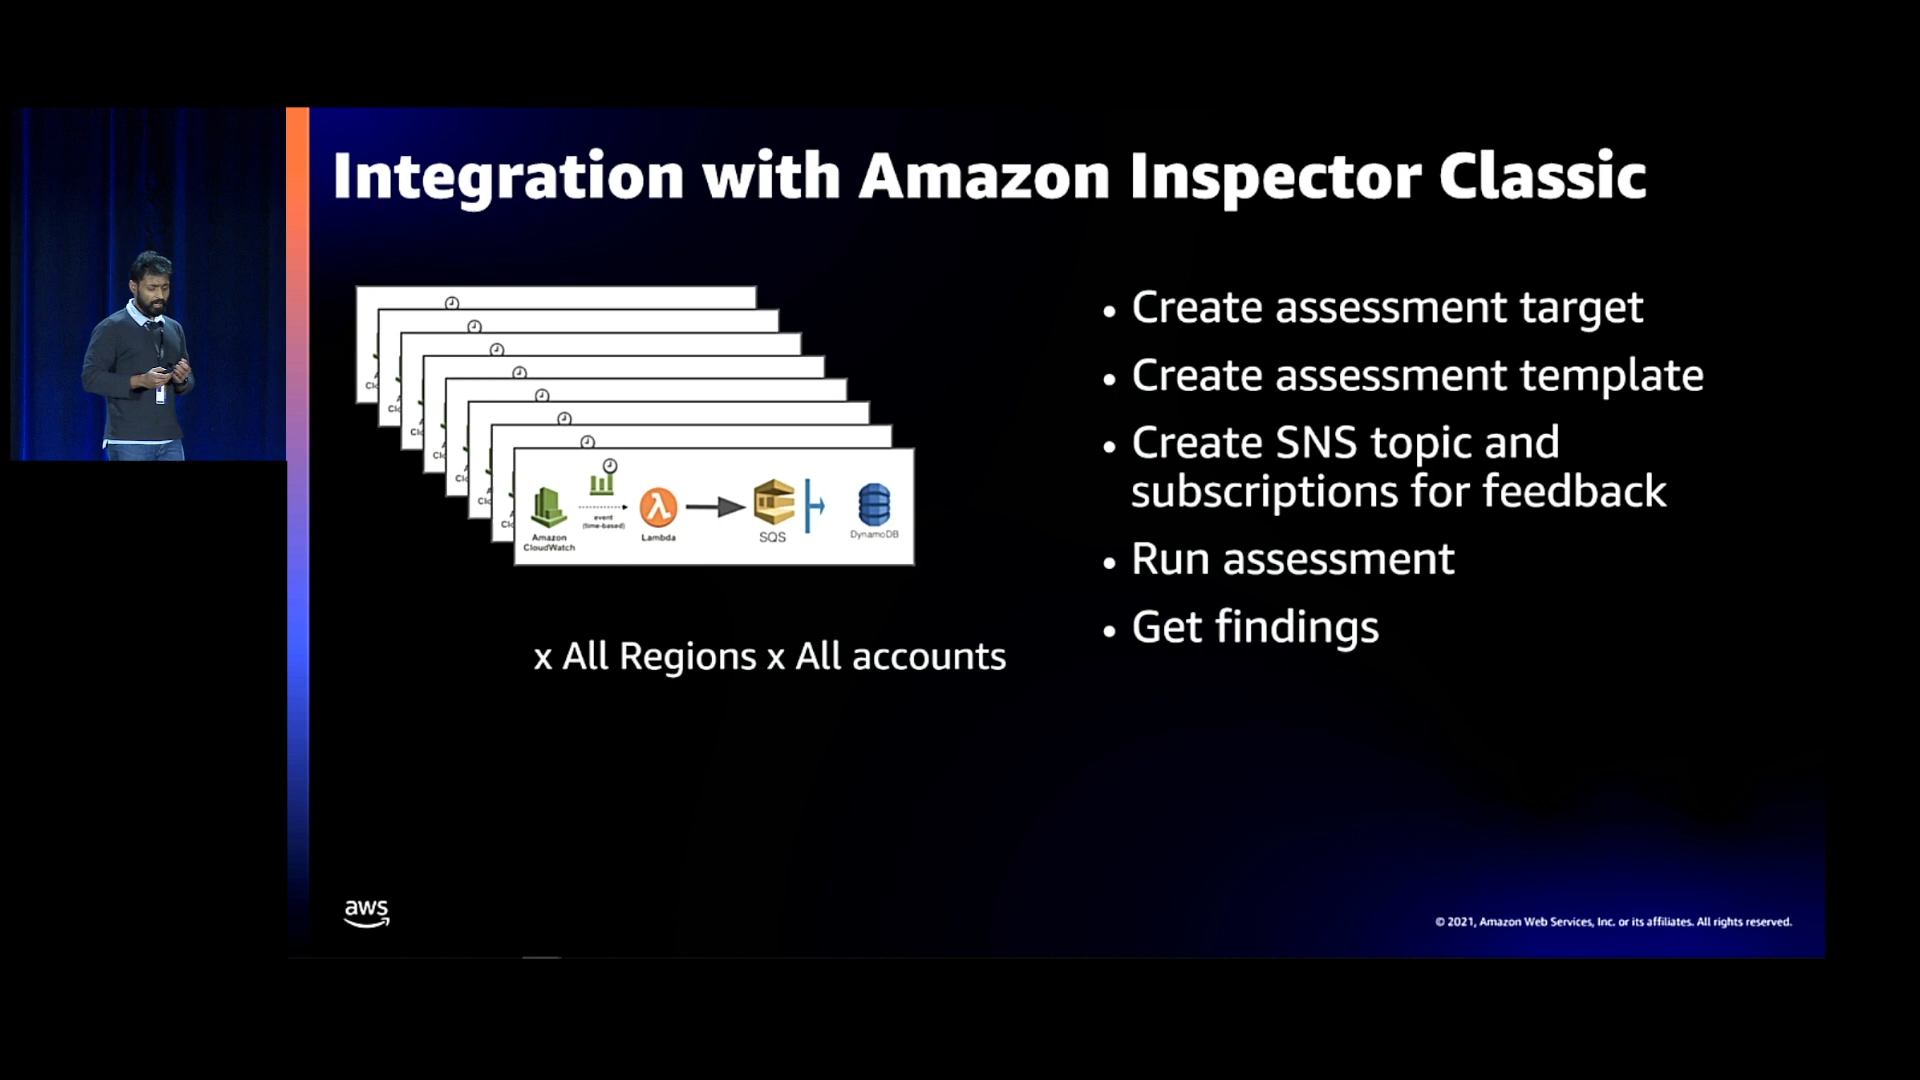 Integration with Amazon Inspector Classic
Amazon
CloudWatch
event
(time-based)
Lambda
SQS
DynamoDB
x All Regions x All accounts
• Create assessment target
• Create assessment template
• Create SNS topic and
subscriptions for feedback
• Run assessment
• Get findings
aws
© 2021, Amazon Web Services, Inc. or its affiliates. All rights reserved.